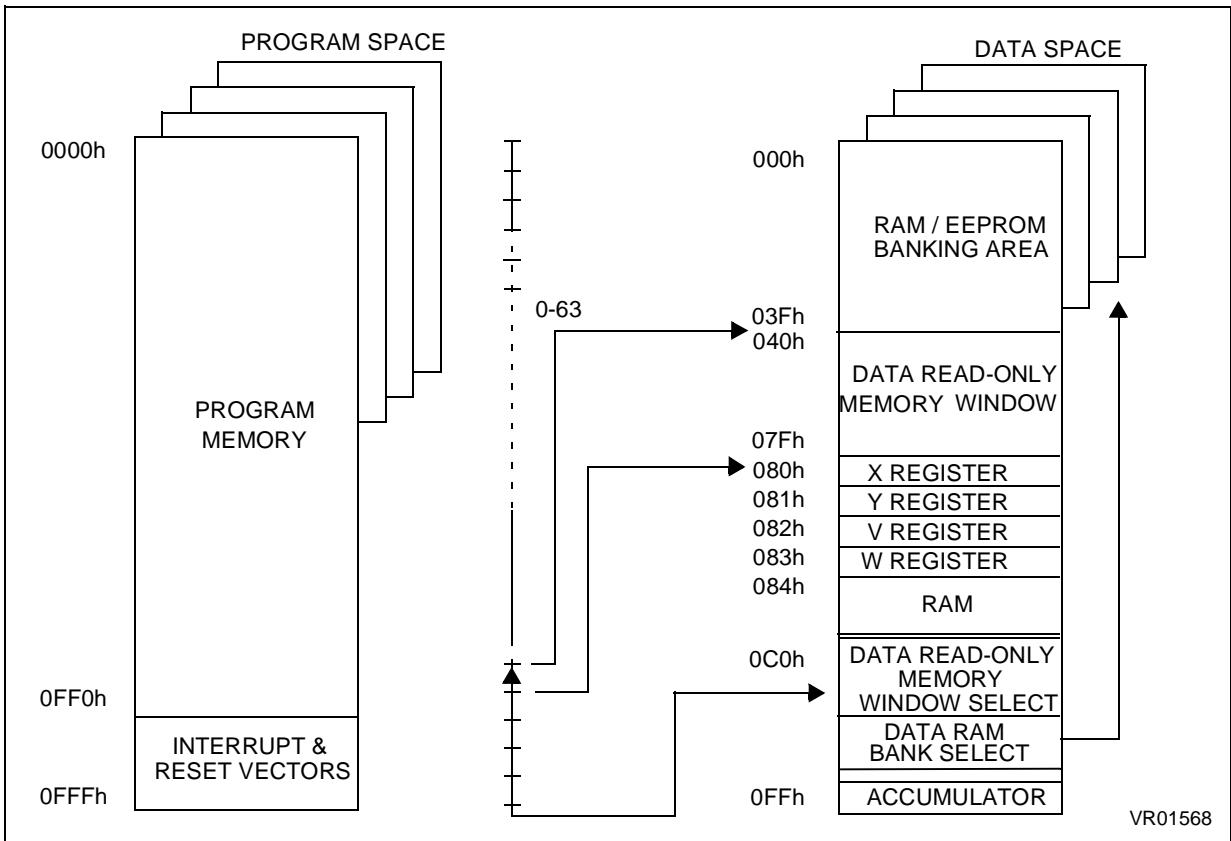 PROGRAM SPACE
0000h
PROGRAM
MEMORY
0FF0h
INTERRUPT &
RESET VECTORS
0FFFh
0-63
DATA SPACE
000h
RAM / EEPROM
BANKING AREA
03Fh
040h
DATA READ-ONLY
MEMORY WINDOW
07Fh
080h
X REGISTER
081h
Y REGISTER
082h
V REGISTER
083h
W REGISTER
084h
RAM
0C0h
DATA READ-ONLY
MEMORY
WINDOW SELECT
DATA RAM
BANK SELECT
0FFh
ACCUMULATOR
VR01568